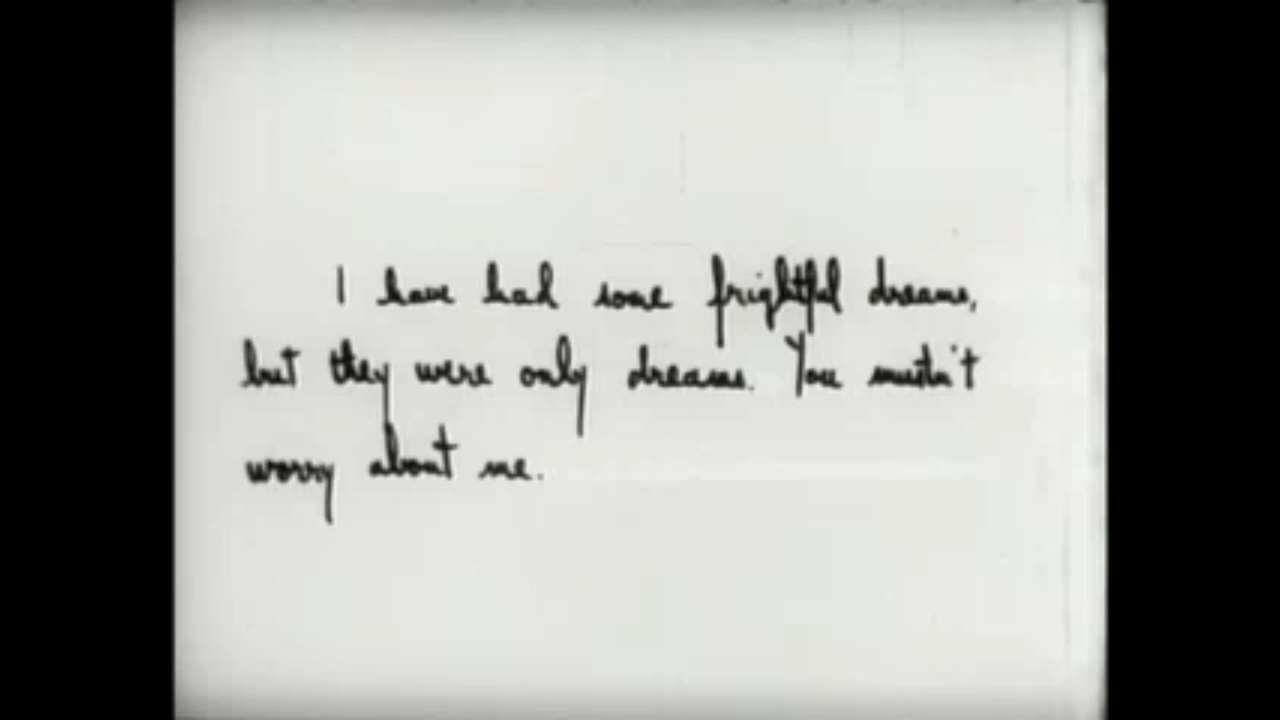 I have had some frightful dreams,
but they were only dreams. You mustn't
worry about me.